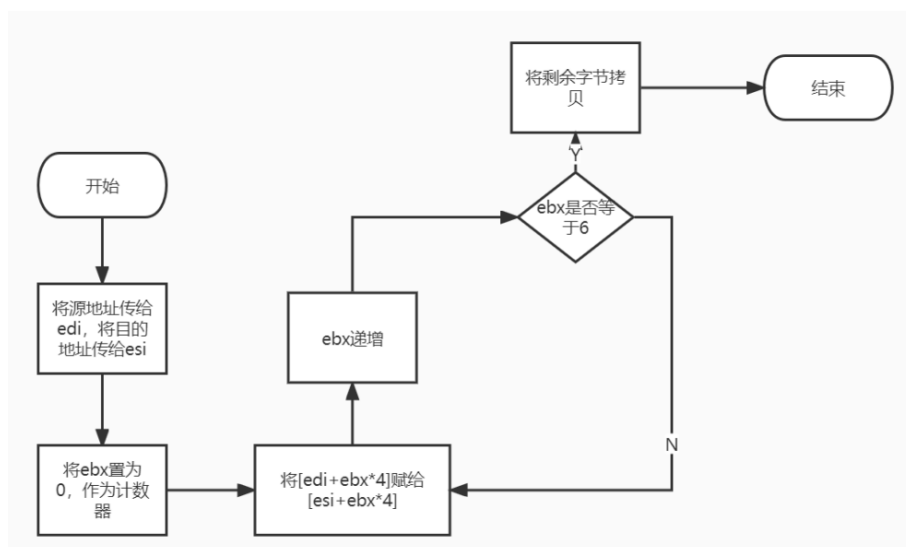 开始
将源地址传给
edi，将目的
地址传给esi
将ebx置为
0，作为计数
器
将[edi+ebx*4]赋给
[esi+ebx*4]
ebx递增
ebx是否等
于6
Y
N
将剩余字节拷
贝
结束